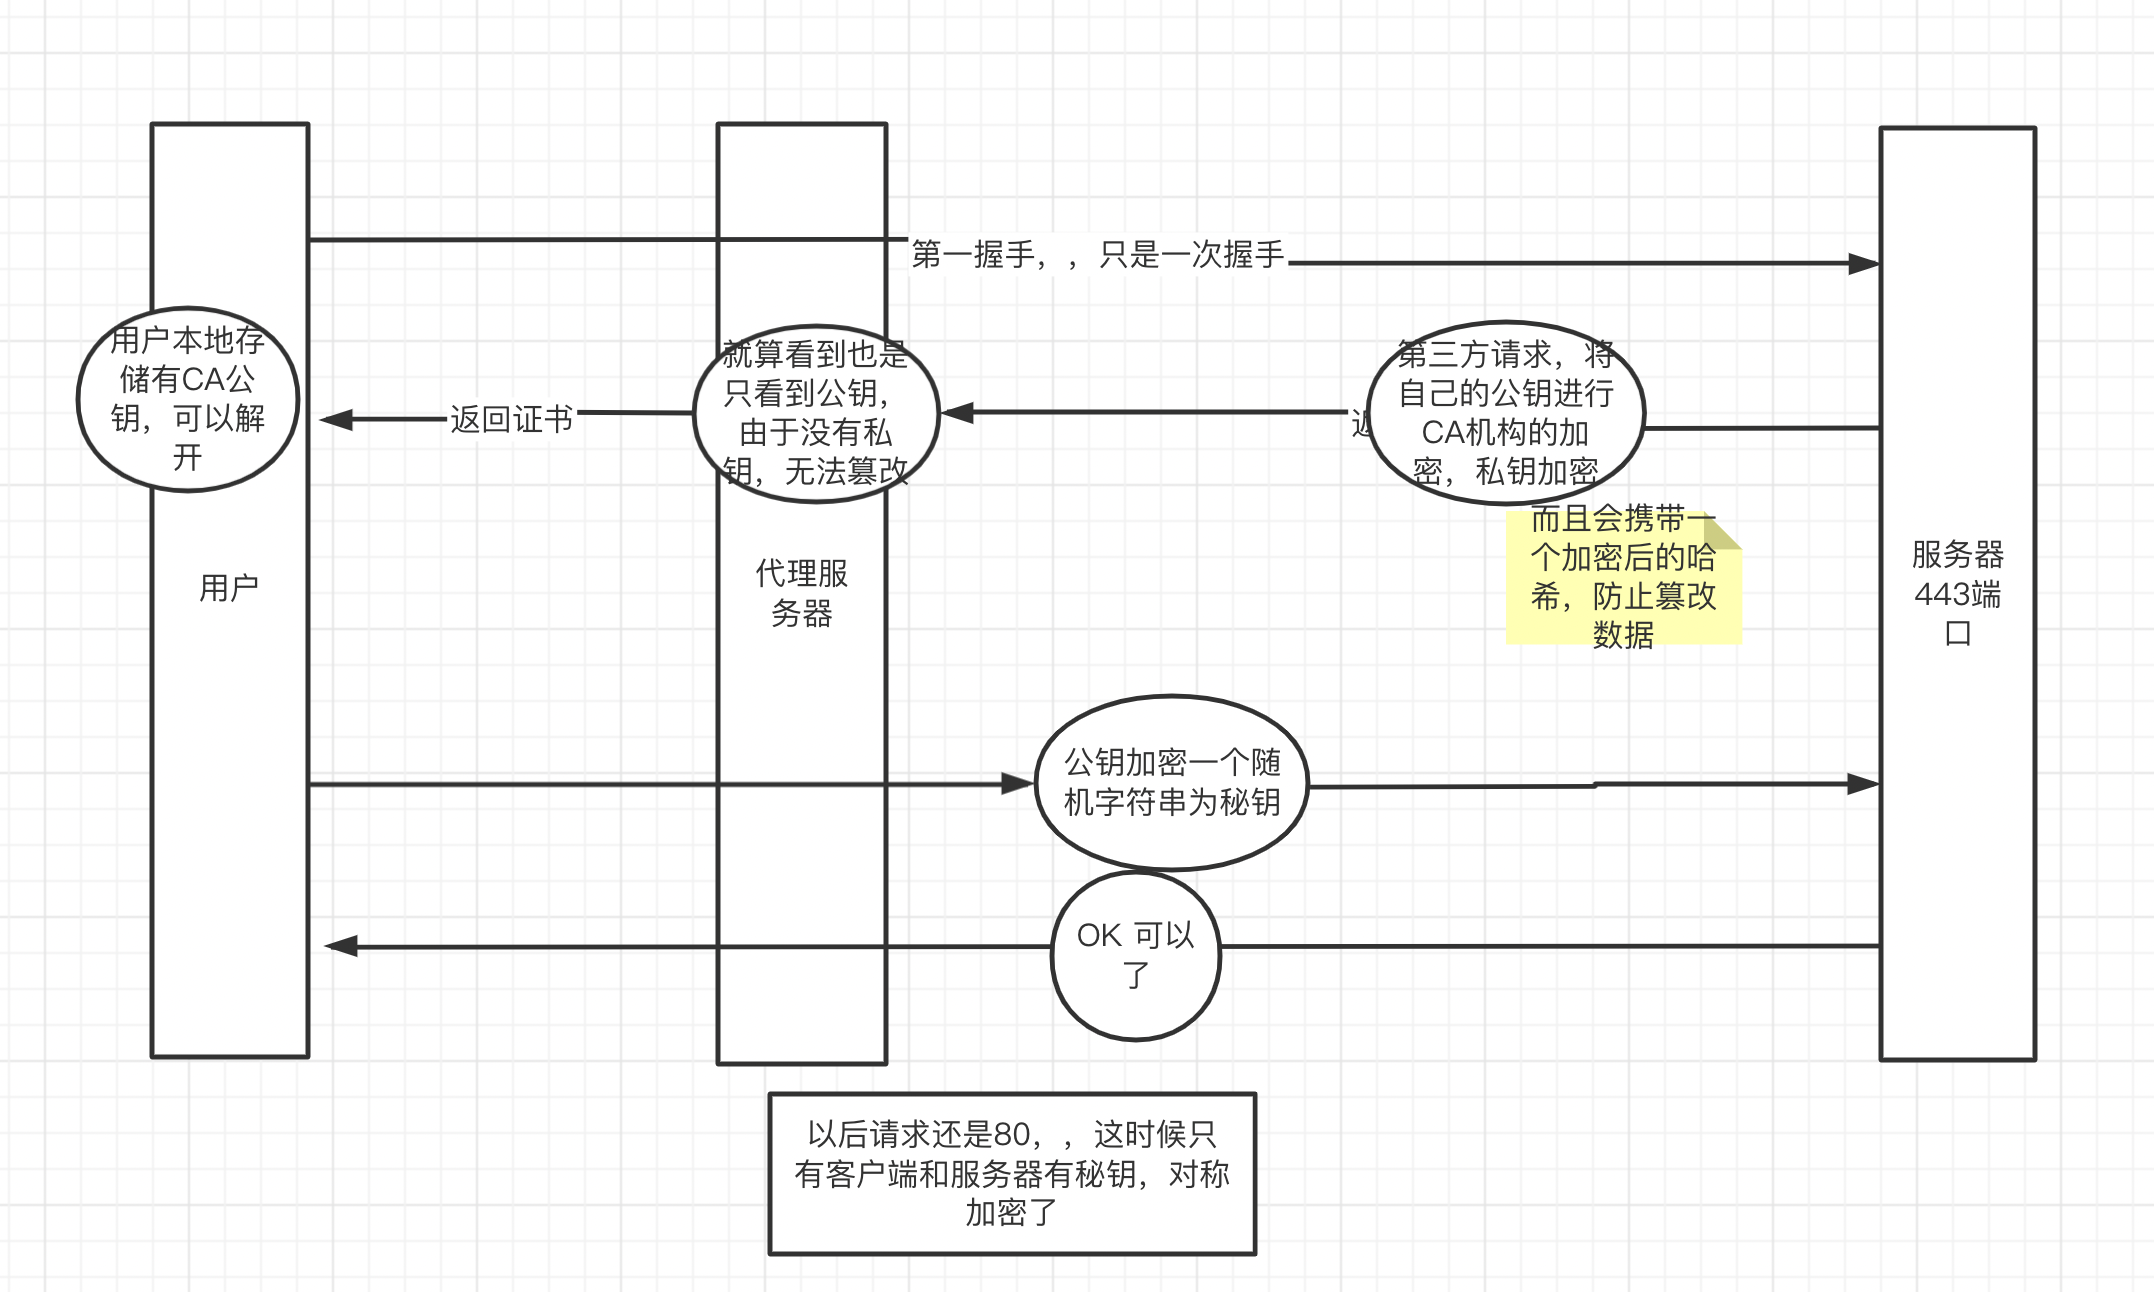 第一握手，，只是一次握手
用户本地存
储有CA公
钥，可以解
开
返回证书
就算看到也是
只看到公钥，
由于没有私
钥，无法篡改
第三方请求，将
自己的公钥进行
CA机构的加
密，私钥加密
而且会携带一
个加密后的哈
希，防止篡改
数据
用户
代理服
务器
服务器
443端
口
公钥加密一个随
机字符串为秘钥
OK 可以
了
以后请求还是80，，这时候只
有客户端和服务器有秘钥，对称
加密了